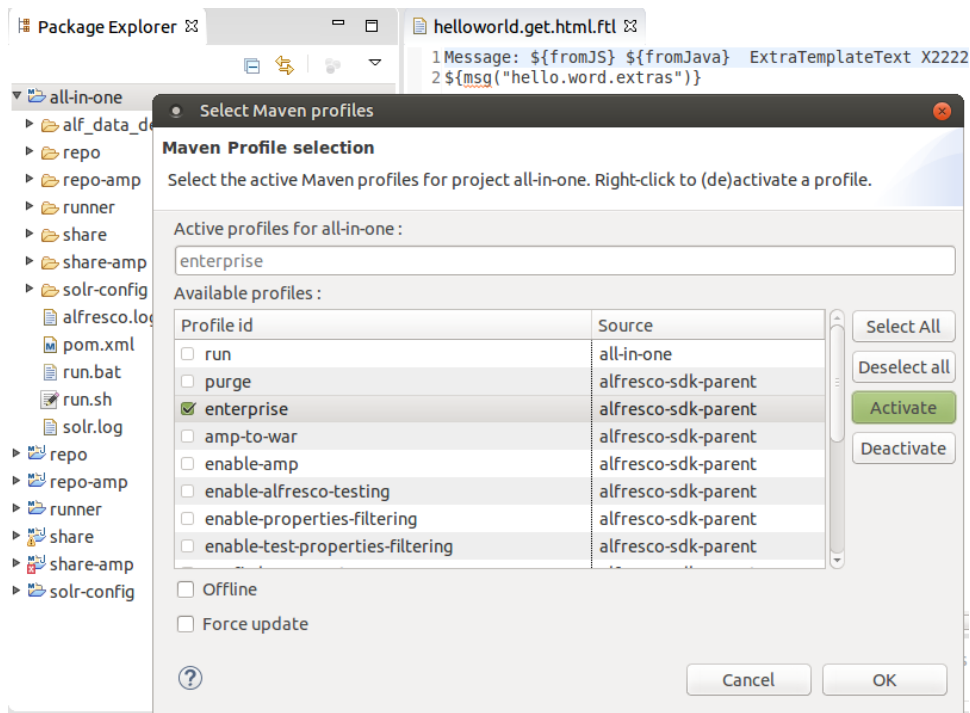 Package Explorer
helloworld.get.html.ftl
1 Message: ${fromJS} ${fromJava}  ExtraTemplateText X2222
2 ${msg("hello.word.extras")}
all-in-one
alf_data_de
repo
repo-amp
runner
share
share-amp
solr-config
alfresco.log
pom.xml
run.bat
run.sh
solr.log
repo
repo-amp
runner
share
share-amp
solr-config
Select Maven profiles
Maven Profile selection
Select the active Maven profiles for project all-in-one. Right-click to (de)activate a profile.
Active profiles for all-in-one :
enterprise
Available profiles :
Profile id Source
run all-in-one
purge alfresco-sdk-parent
enterprise alfresco-sdk-parent
amp-to-war alfresco-sdk-parent
enable-amp alfresco-sdk-parent
enable-alfresco-testing alfresco-sdk-parent
enable-properties-filtering alfresco-sdk-parent
enable-test-properties-filtering alfresco-sdk-parent
Select All
Deselect all
Activate
Deactivate
Offline
Force update
Cancel
OK